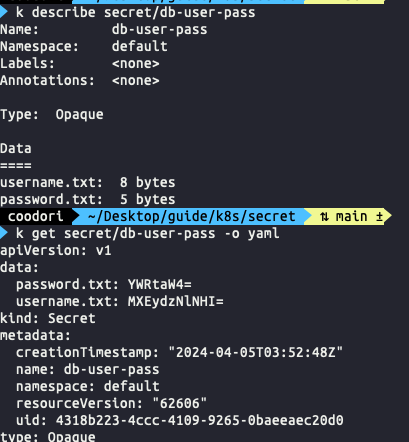 k describe secret/db-user-pass
Name: db-user-pass
Namespace: default
Labels: <none>
Annotations: <none>
Type: Opaque
Data
====
username.txt: 8 bytes
password.txt: 5 bytes
coodori ~/Desktop/guide/k8s/secret ⇅ main ±
k get secret/db-user-pass -o yaml
apiVersion: v1
data:
password.txt: YWRtaW4=
username.txt: MXEydzNlNHI=
kind: Secret
metadata:
creationTimestamp: "2024-04-05T03:52:48Z"
name: db-user-pass
namespace: default
resourceVersion: "62606"
uid: 4318b223-4ccc-4109-9265-0baeeaec20d0
type: Opaque